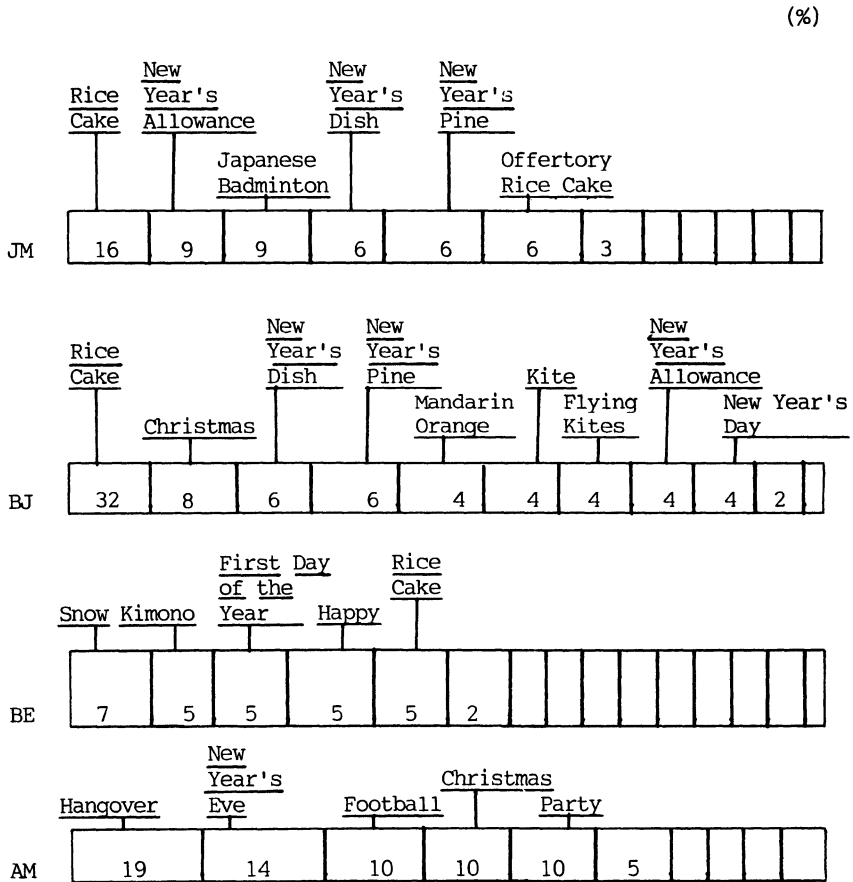 (%)
New
Year's
Allowance
New
Year's
Dish
New
Year's
Pine
Rice
Cake
Japanese
Badminton
Offertory
Rice Cake
JM 16 9 9 6 6 6 3
New
Year's
Dish
New
Year's
Pine
New
Year's
Allowance
Rice
Cake
Kite
Christmas
Mandarin
Orange
Flying
Kites
New Year's
Day
BJ 32 8 6 6 4 4 4 4 4 2
First Day
of the
Year
Rice
Cake
Snow Kimono
Happy
BE 7 5 5 5 5 2
New
Year's
Eve
Christmas
Hangover
Football
Party
AM 19 14 10 10 10 5